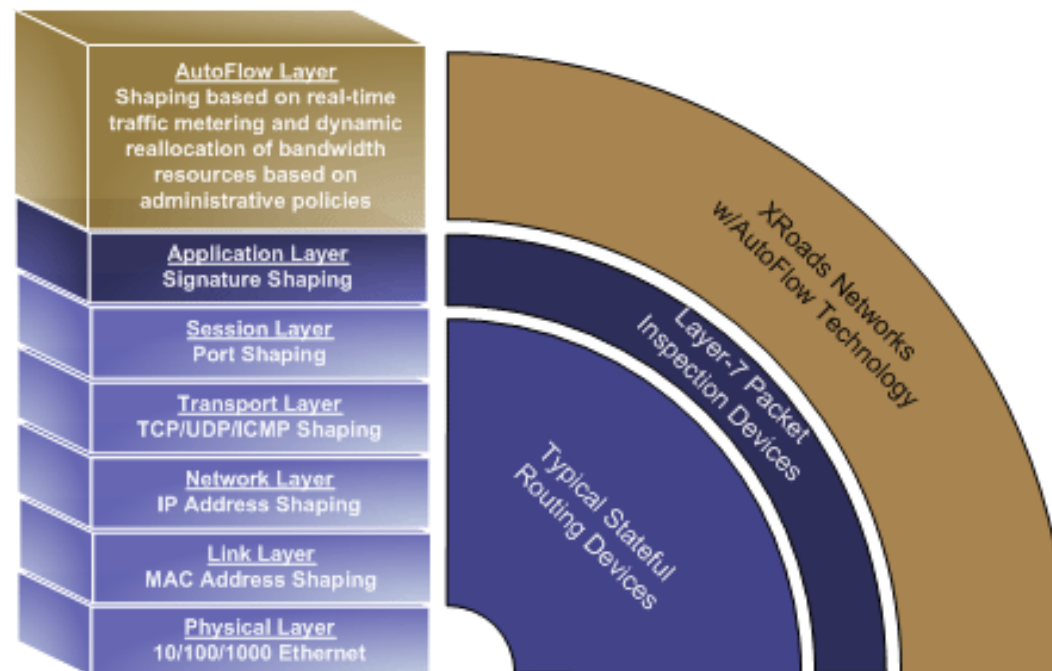 AutoFlow Layer
Shaping based on real-time
traffic metering and dynamic
reallocation of bandwidth
resources based on
administrative policies
Application Layer
Signature Shaping
Session Layer
Port Shaping
Transport Layer
TCP/UDP/ICMP Shaping
Network Layer
IP Address Shaping
Link Layer
MAC Address Shaping
Physical Layer
10/100/1000 Ethernet
XRoads Networks
w/AutoFlow Technology
Layer-7 Packet
Inspection Devices
Typical Stateful
Routing Devices